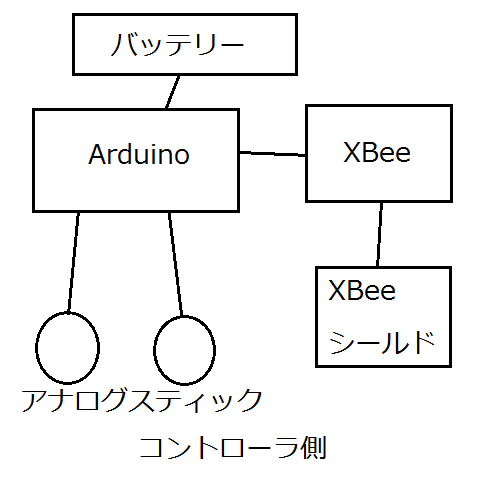 バッテリー
Arduino
XBee
XBee
シールド
アナログスティック
コントローラ側